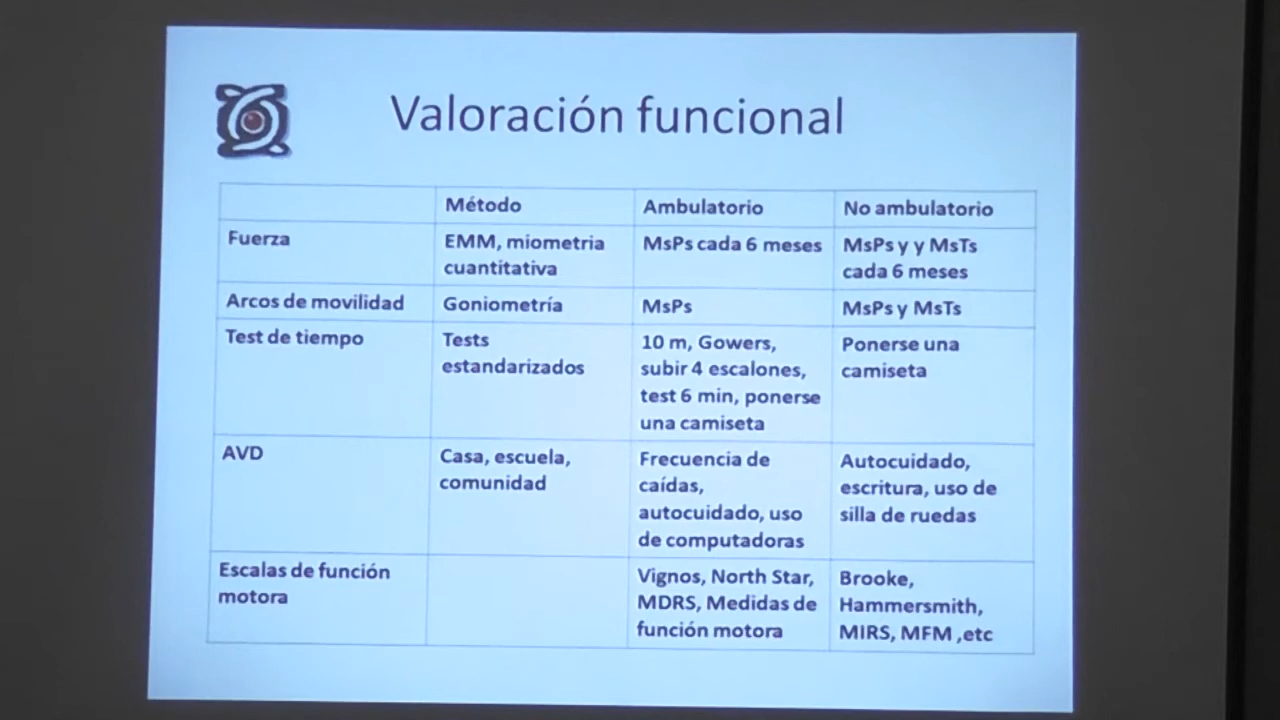 Valoración funcional
Método
Ambulatorio
No ambulatorio
Fuerza
EMM, miometria
cuantitativa
MsPs cada 6 meses
MsPs y y MsTs
cada 6 meses
Arcos de movilidad
Goniometría
MsPs
MsPs y MsTs
Test de tiempo
Tests
estandarizados
10 m, Gowers,
subir 4 escalones,
test 6 min, ponerse
una camiseta
Ponerse una
camiseta
AVD
Casa, escuela,
comunidad
Frecuencia de
caídas,
autocuidado, uso
de computadoras
Autocuidado,
escritura, uso de
silla de ruedas
Escalas de función
motora
Vignos, North Star,
MDRS, Medidas de
función motora
Brooke,
Hammersmith,
MIRS, MFM ,etc